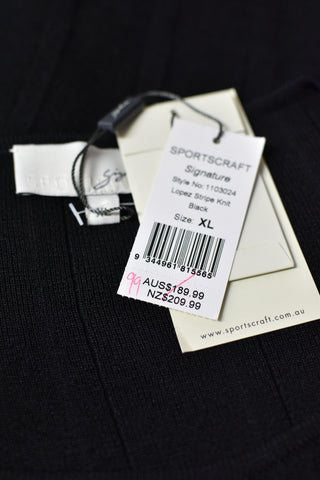 SPORTSCRAFT
Signature
Style No: 1103024
Lopez Stripe Knit
Black
Size: XL
9 344961 815565
99 AUS$189.99
NZ$209.99
www.sportscraft.com.au